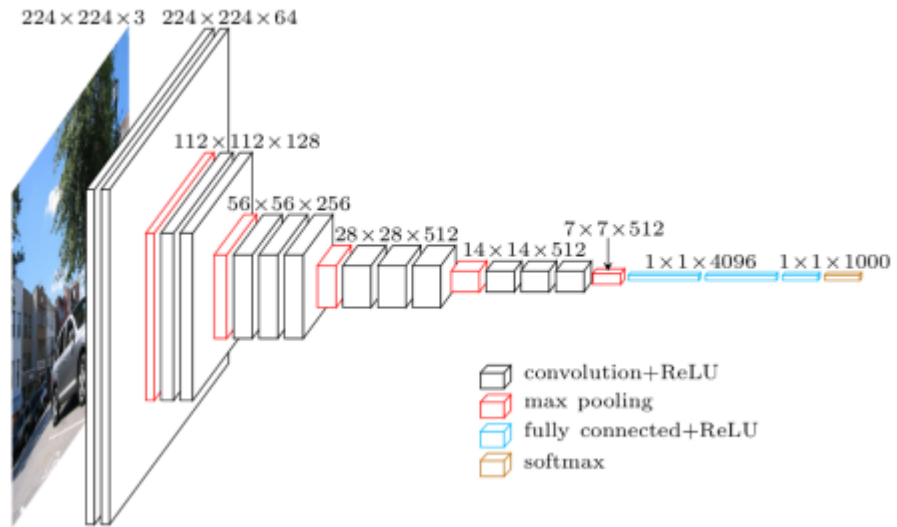 224×224×3
224×224×64
112×112×128
56×56×256
28×28×512
14×14×512
7×7×512
1×1×4096
1×1×1000
convolution+ReLU
max pooling
fully connected+ReLU
softmax